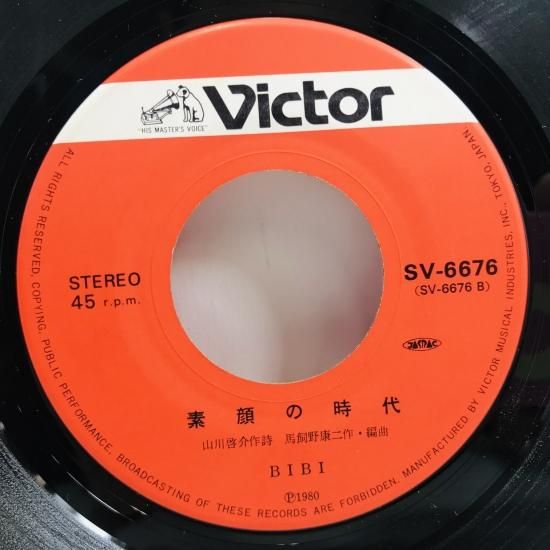 Victor
"HIS MASTER'S VOICE"
STEREO
45 r.p.m.
SV-6676
(SV-6676 B)
JASRAC
素顔の時代
山川啓介作詩 馬飼野康二作・編曲
BIBI
Ⓟ1980
ALL RIGHTS RESERVED, COPYING, PUBLIC PERFORMANCE, BROADCASTING OF THESE RECORDS ARE FORBIDDEN. MANUFACTURED BY VICTOR MUSICAL INDUSTRIES, INC., TOKYO, JAPAN.